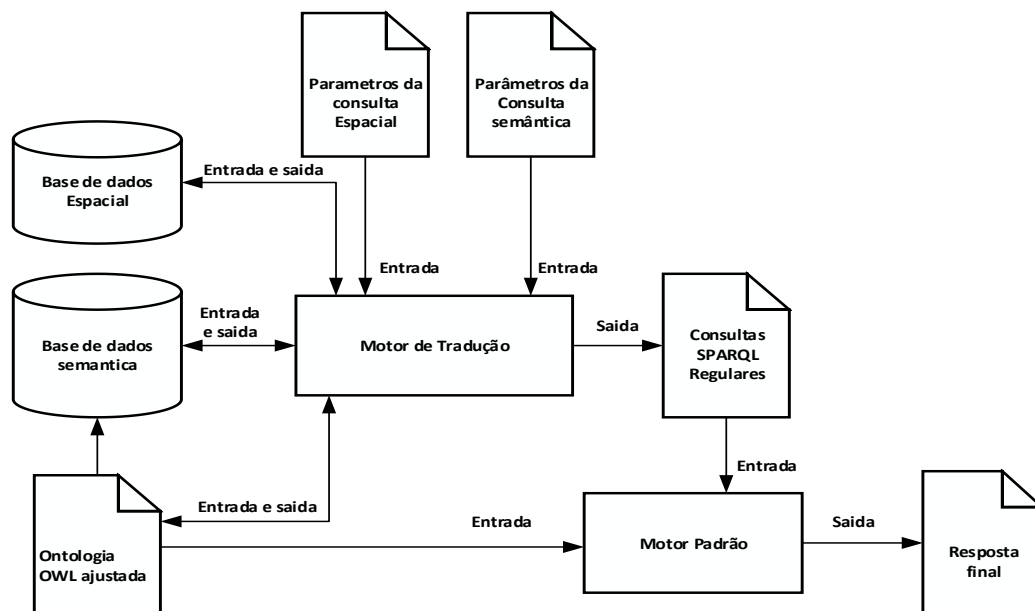 Parametros da
consulta
Espacial
Parâmetros da
Consulta
semântica
Base de dados
Espacial
Entrada e saida
Entrada
Entrada
Base de dados
semantica
Entrada
e saida
Motor de Tradução
Saida
Consultas
SPARQL
Regulares
Entrada
Entrada e saida
Ontologia
OWL ajustada
Entrada
Motor Padrão
Saida
Resposta
final